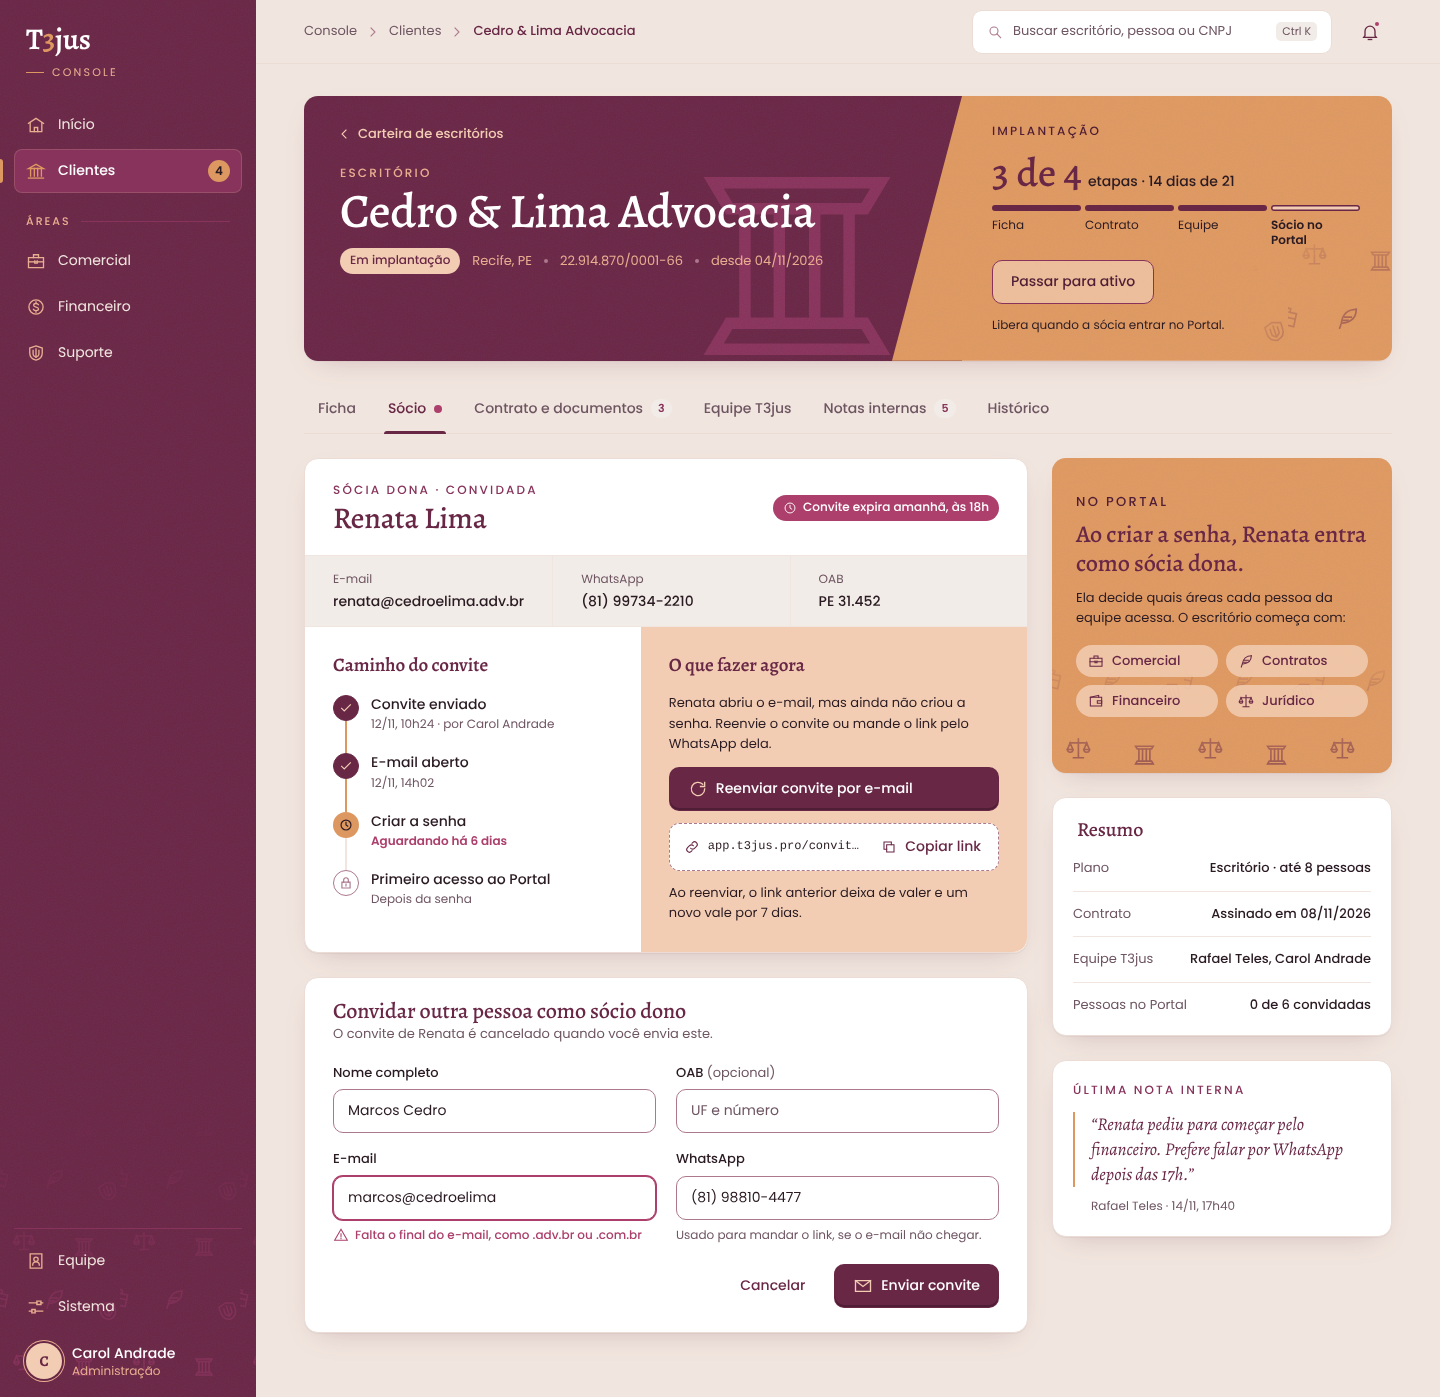 T3jus
CONSOLE
Início
Clientes
4
ÁREAS
Comercial
Financeiro
Suporte
Equipe
Sistema
C
Carol Andrade
Administração
Console
Clientes
Cedro & Lima Advocacia
Buscar escritório, pessoa ou CNPJ
Ctrl K
Carteira de escritórios
ESCRITÓRIO
Cedro & Lima Advocacia
Em implantação
Recife, PE • 22.914.870/0001-66 • desde 04/11/2026
IMPLANTAÇÃO
3 de 4 etapas · 14 dias de 21
Ficha
Contrato
Equipe
Sócio no
Portal
Passar para ativo
Libera quando a sócia entrar no Portal.
Ficha
Sócio
Contrato e documentos 3
Equipe T3jus
Notas internas 5
Histórico
SÓCIA DONA · CONVIDADA
Renata Lima
Convite expira amanhã, às 18h
E-mail
renata@cedroelima.adv.br
WhatsApp
(81) 99734-2210
OAB
PE 31.452
Caminho do convite
Convite enviado
12/11, 10h24 · por Carol Andrade
E-mail aberto
12/11, 14h02
Criar a senha
Aguardando há 6 dias
Primeiro acesso ao Portal
Depois da senha
O que fazer agora
Renata abriu o e-mail, mas ainda não criou a
senha. Reenvie o convite ou mande o link pelo
WhatsApp dela.
Reenviar convite por e-mail
app.t3jus.pro/convit…
Copiar link
Ao reenviar, o link anterior deixa de valer e um
novo vale por 7 dias.
Convidar outra pessoa como sócio dono
O convite de Renata é cancelado quando você envia este.
Nome completo
Marcos Cedro
OAB (opcional)
UF e número
E-mail
marcos@cedroelima
Falta o final do e-mail, como .adv.br ou .com.br
WhatsApp
(81) 98810-4477
Usado para mandar o link, se o e-mail não chegar.
Cancelar
Enviar convite
NO PORTAL
Ao criar a senha, Renata entra
como sócia dona.
Ela decide quais áreas cada pessoa da
equipe acessa. O escritório começa com:
Comercial
Contratos
Financeiro
Jurídico
Resumo
Plano
Escritório · até 8 pessoas
Contrato
Assinado em 08/11/2026
Equipe T3jus
Rafael Teles, Carol Andrade
Pessoas no Portal
0 de 6 convidadas
ÚLTIMA NOTA INTERNA
“Renata pediu para começar pelo
financeiro. Prefere falar por WhatsApp
depois das 17h.”
Rafael Teles · 14/11, 17h40